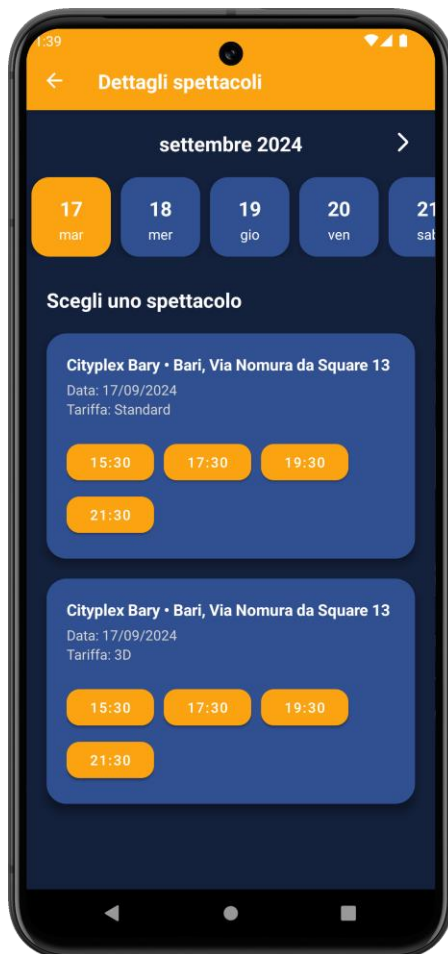 1:39
Dettagli spettacoli
settembre 2024
17 18 19 20 21
mar mer gio ven sab
Scegli uno spettacolo
Cityplex Bary • Bari, Via Nomura da Square 13
Data: 17/09/2024
Tariffa: Standard
15:30 17:30 19:30
21:30
Cityplex Bary • Bari, Via Nomura da Square 13
Data: 17/09/2024
Tariffa: 3D
15:30 17:30 19:30
21:30